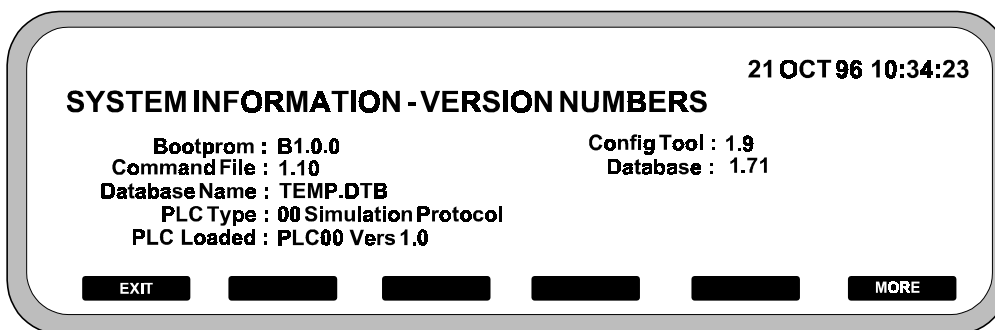 21 OCT 96 10:34:23
SYSTEM INFORMATION - VERSION NUMBERS
Bootprom : B1.0.0
Config Tool : 1.9
Command File : 1.10
Database : 1.71
Database Name : TEMP.DTB
PLC Type : 00 Simulation Protocol
PLC Loaded : PLC00 Vers 1.0
EXIT
MORE